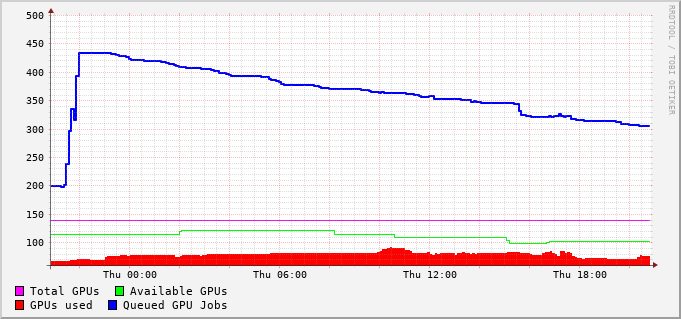 500
450
400
350
300
250
200
150
100
Thu 00:00 Thu 06:00 Thu 12:00 Thu 18:00
Total GPUs Available GPUs
GPUs used Queued GPU Jobs
RRDTOOL / TOBI OETIKER